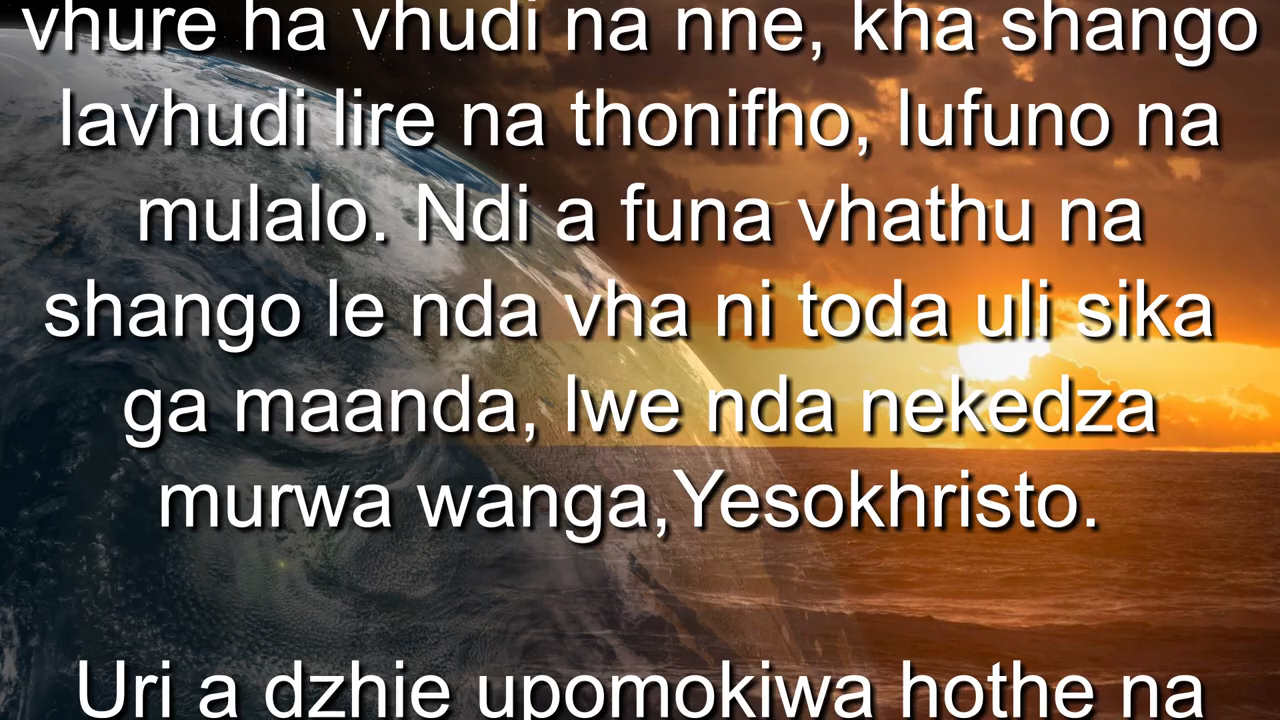 vhure ha vhudi na nne, kha shango
lavhudi lire na thonifho, lufuno na
mulalo. Ndi a funa vhathu na
shango le nda vha ni toda uli sika
ga maanda, lwe nda nekedza
murwa wanga,Yesokhristo.
Uri a dzhie upomokiwa hothe na